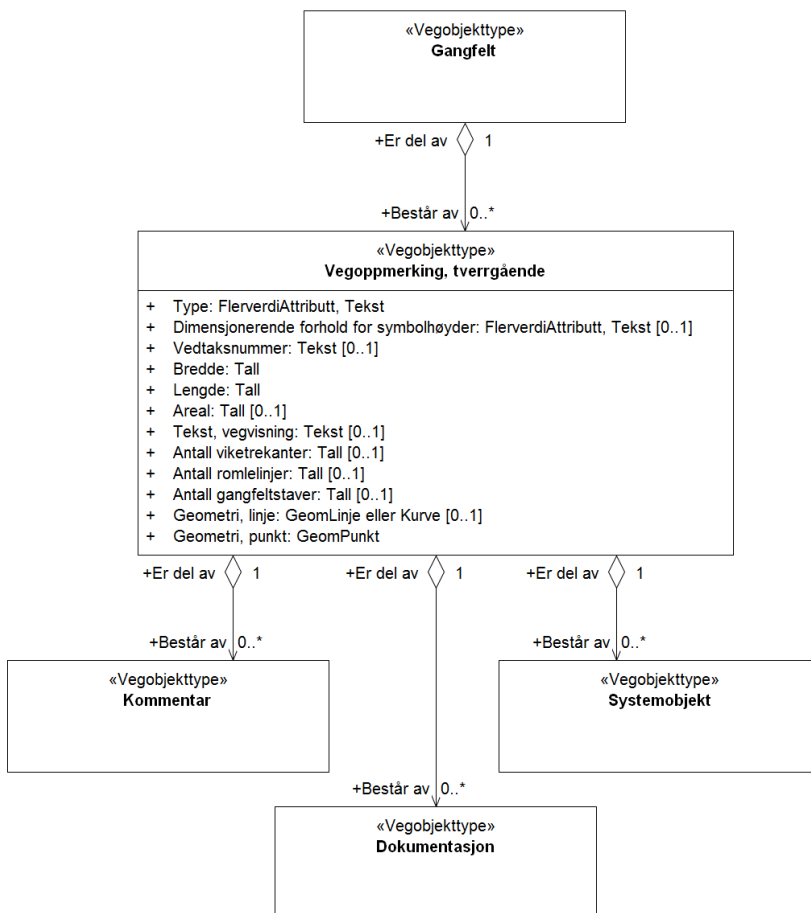 «Vegobjekttype»
Gangfelt
+Er del av 1
+Består av 0..*
«Vegobjekttype»
Vegoppmerking, tverrgående
+ Type: FlerverdiAttributt, Tekst
+ Dimensjonerende forhold for symbolhøyder: FlerverdiAttributt, Tekst [0..1]
+ Vedtaksnummer: Tekst [0..1]
+ Bredde: Tall
+ Lengde: Tall
+ Areal: Tall [0..1]
+ Tekst, vegvisning: Tekst [0..1]
+ Antall viketrekanter: Tall [0..1]
+ Antall romlelinjer: Tall [0..1]
+ Antall gangfeltstaver: Tall [0..1]
+ Geometri, linje: GeomLinje eller Kurve [0..1]
+ Geometri, punkt: GeomPunkt
+Er del av 1 +Er del av 1 +Er del av 1
+Består av 0..* +Består av 0..*
«Vegobjekttype» «Vegobjekttype»
Kommentar Systemobjekt
+Består av 0..*
«Vegobjekttype»
Dokumentasjon